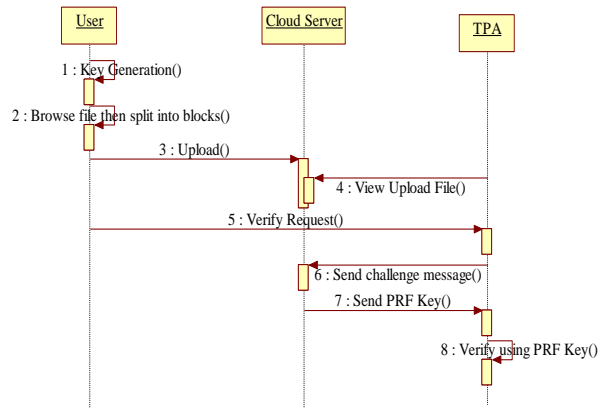 User
Cloud Server
TPA
1 : Key Generation()
2 : Browse file then split into blocks()
3 : Upload()
4 : View Upload File()
5 : Verify Request()
6 : Send challenge message()
7 : Send PRF Key()
8 : Verify using PRF Key()